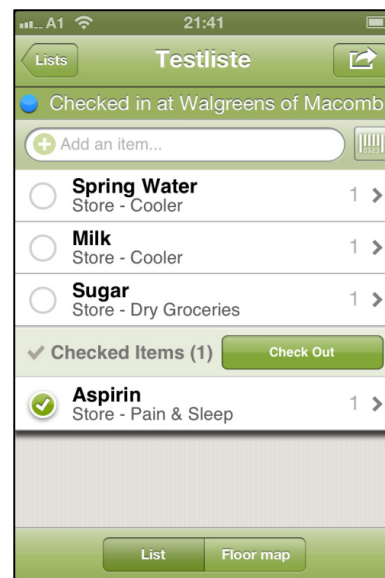 A1 21:41
Lists Testliste
Checked in at Walgreens of Macomb
Add an item...
Spring Water
Store - Cooler
1
Milk
Store - Cooler
1
Sugar
Store - Dry Groceries
1
Checked Items (1) Check Out
Aspirin
Store - Pain & Sleep
1
List Floor map